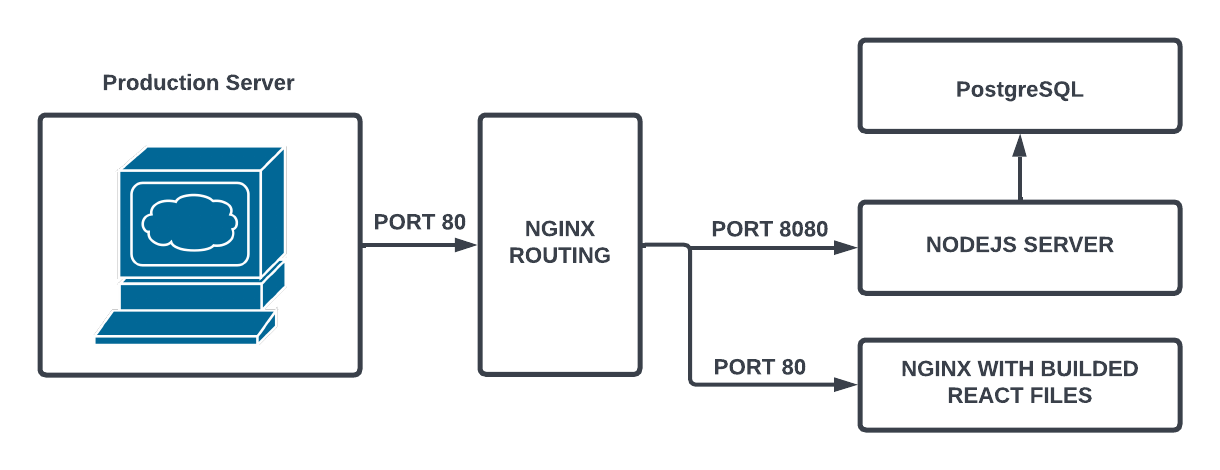 Production Server
PORT 80
NGINX
ROUTING
PORT 8080
PORT 80
PostgreSQL
NODEJS SERVER
NGINX WITH BUILDED
REACT FILES